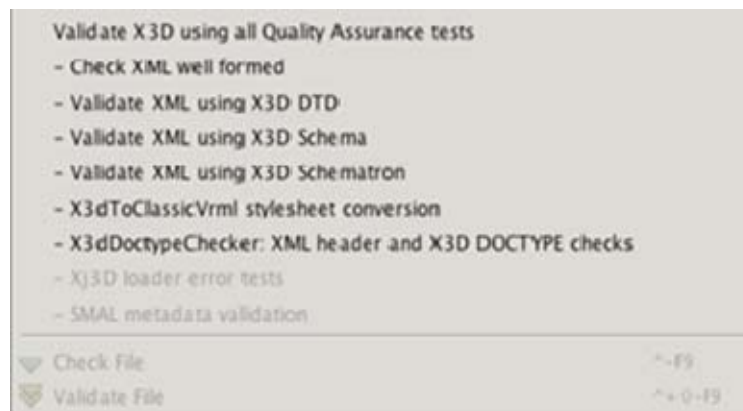 Validate X3D using all Quality Assurance tests
- Check XML well formed
- Validate XML using X3D DTD
- Validate XML using X3D Schema
- Validate XML using X3D Schematron
- X3dToClassicVrml stylesheet conversion
- X3dDoctypeChecker: XML header and X3D DOCTYPE checks
- Xj3D loader error tests
- SMAL metadata validation
Check File ^-F9
Validate File